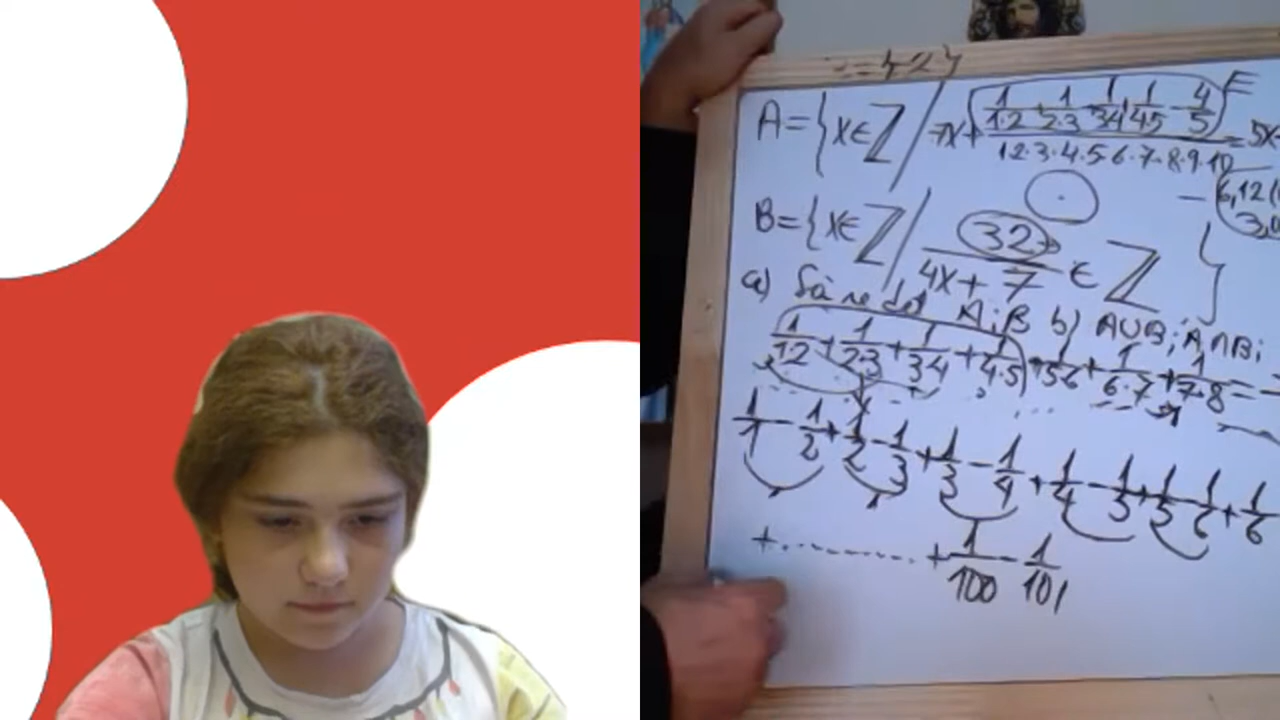 = {2}
A = {x∈ℤ / 7x + (1/1·2 + 1/2·3 + 1/3·4 + 1/4·5 - 4/5) / 1·2·3·4·5·6·7·8·9·10 = 5x
B = {x∈ℤ / 32 / 4x + 7 ∈ ℤ }
a) Să se det A; B b) A∪B; A∩B;
1/1·2 + 1/2·3 + 1/3·4 + 1/4·5 + 1/5·6 + 1/6·7 + 1/7·8 =
1/1 - 1/2 + 1/2 - 1/3 + 1/3 - 1/4 + 1/4 - 1/5 + 1/5 - 1/6 + 1/6
+ .......... + 1/100 - 1/101